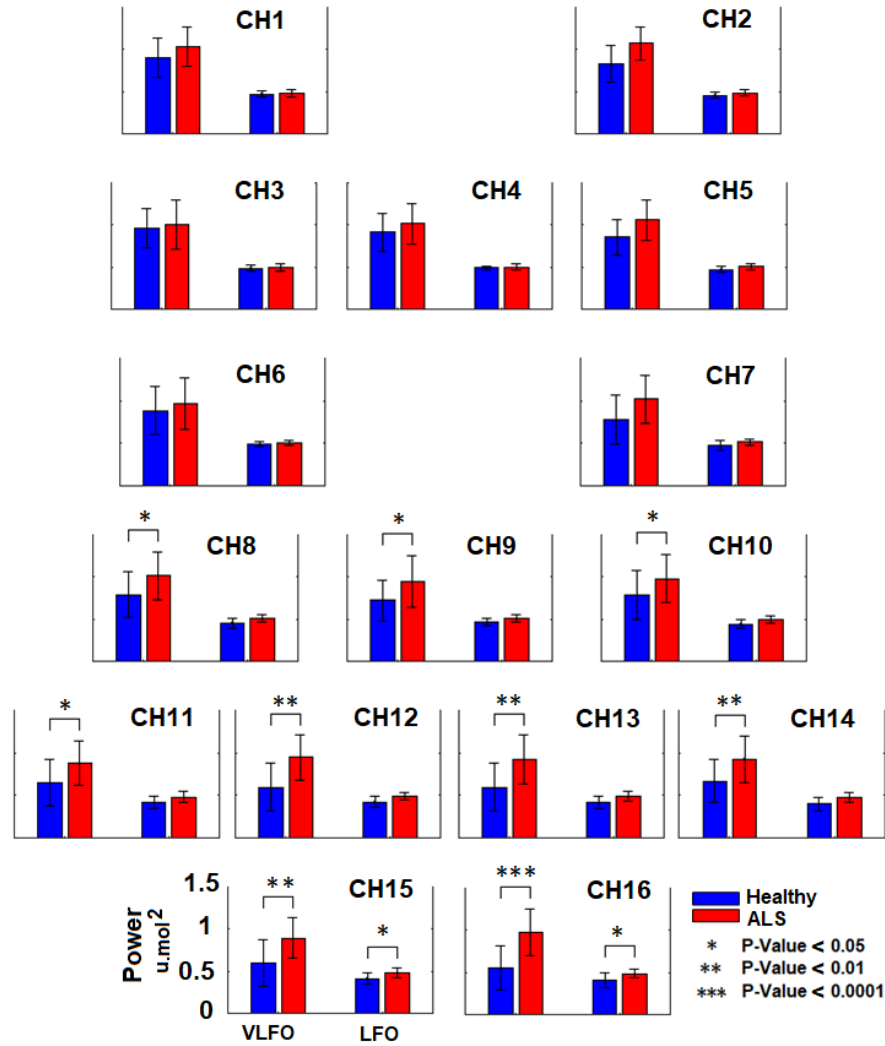 CH1
CH2
CH3
CH4
CH5
CH6
CH7
*
*
*
CH8
CH9
CH10
*
**
**
**
CH11
CH12
CH13
CH14
1.5
1
0.5
0
Power
u.mol²
**
*
CH15
***
*
CH16
VLFO
LFO
Healthy
ALS
* P-Value < 0.05
** P-Value < 0.01
*** P-Value < 0.0001